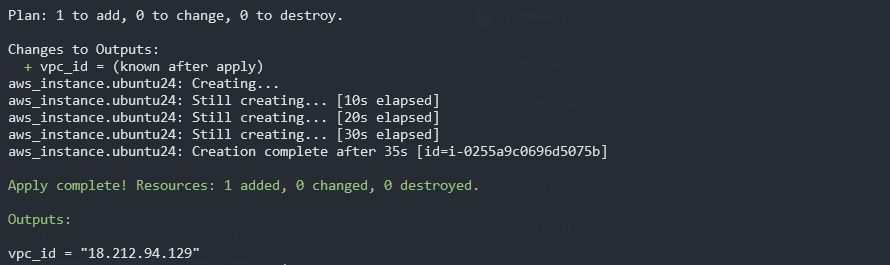 Plan: 1 to add, 0 to change, 0 to destroy.
Changes to Outputs:
+ vpc_id = (known after apply)
aws_instance.ubuntu24: Creating...
aws_instance.ubuntu24: Still creating... [10s elapsed]
aws_instance.ubuntu24: Still creating... [20s elapsed]
aws_instance.ubuntu24: Still creating... [30s elapsed]
aws_instance.ubuntu24: Creation complete after 35s [id=i-0255a9c0696d5075b]
Apply complete! Resources: 1 added, 0 changed, 0 destroyed.
Outputs:
vpc_id = "18.212.94.129"